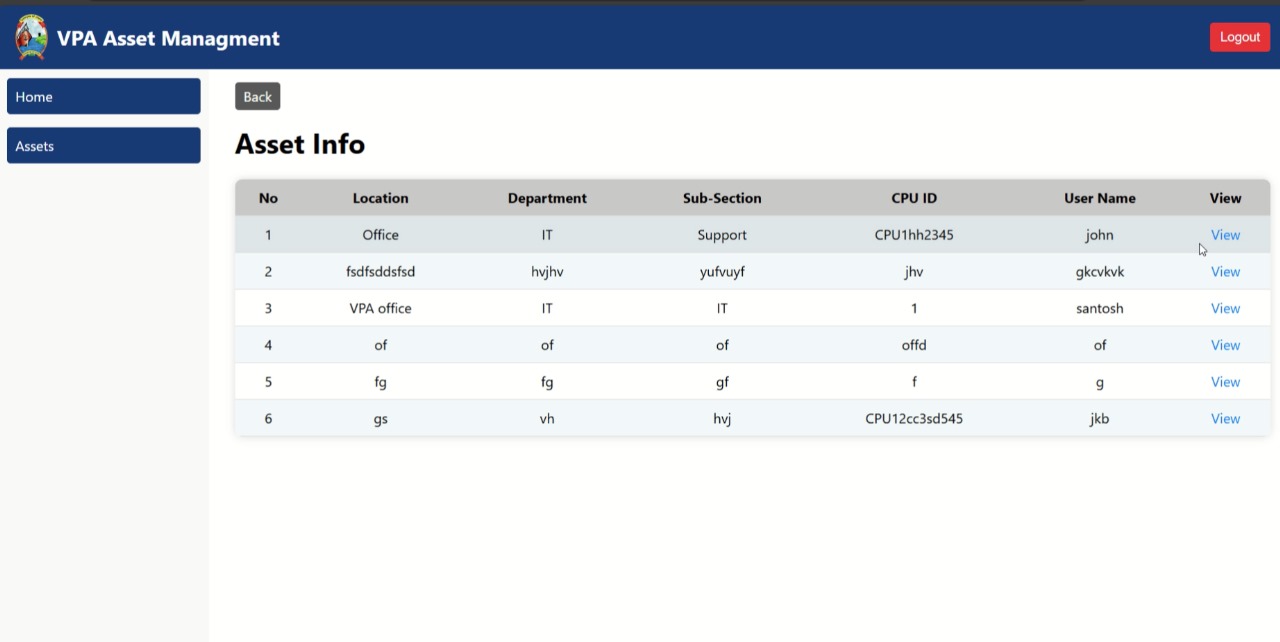 VPA Asset Managment
Logout
Home
Assets
Back
Asset Info
No Location Department Sub-Section CPU ID User Name View
1 Office IT Support CPU1hh2345 john View
2 fsdfsddsfsd hvjhv yufvuyf jhv gkcvkvk View
3 VPA office IT IT 1 santosh View
4 of of of offd of View
5 fg fg gf f g View
6 gs vh hvj CPU12cc3sd545 jkb View